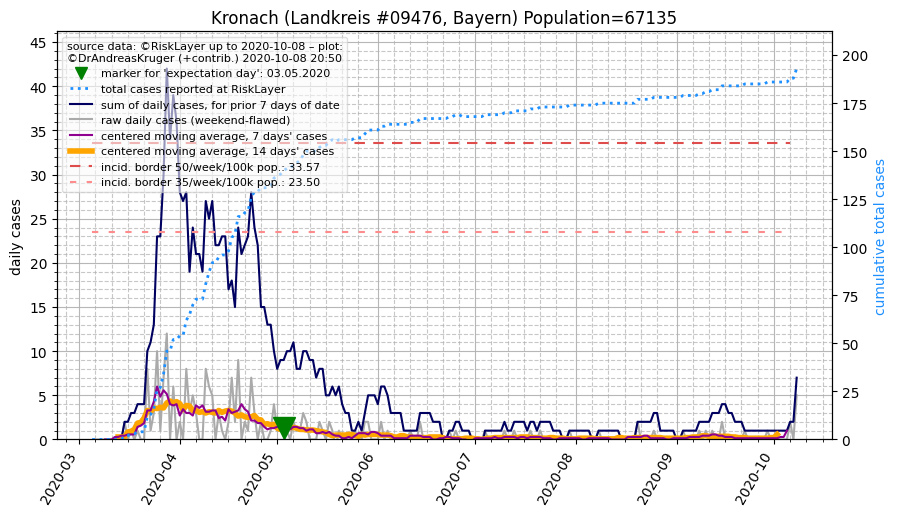 Kronach (Landkreis #09476, Bayern) Population=67135
source data: ©RiskLayer up to 2020-10-08 – plot:
©DrAndreasKruger (+contrib.) 2020-10-08 20:50
marker for 'expectation day': 03.05.2020
total cases reported at RiskLayer
sum of daily cases, for prior 7 days of date
raw daily cases (weekend-flawed)
centered moving average, 7 days' cases
centered moving average, 14 days' cases
incid. border 50/week/100k pop.: 33.57
incid. border 35/week/100k pop.: 23.50
daily cases
45
40
35
30
25
20
15
10
5
0
cumulative total cases
200
175
150
125
100
75
50
25
0
2020-03
2020-04
2020-05
2020-06
2020-07
2020-08
2020-09
2020-10